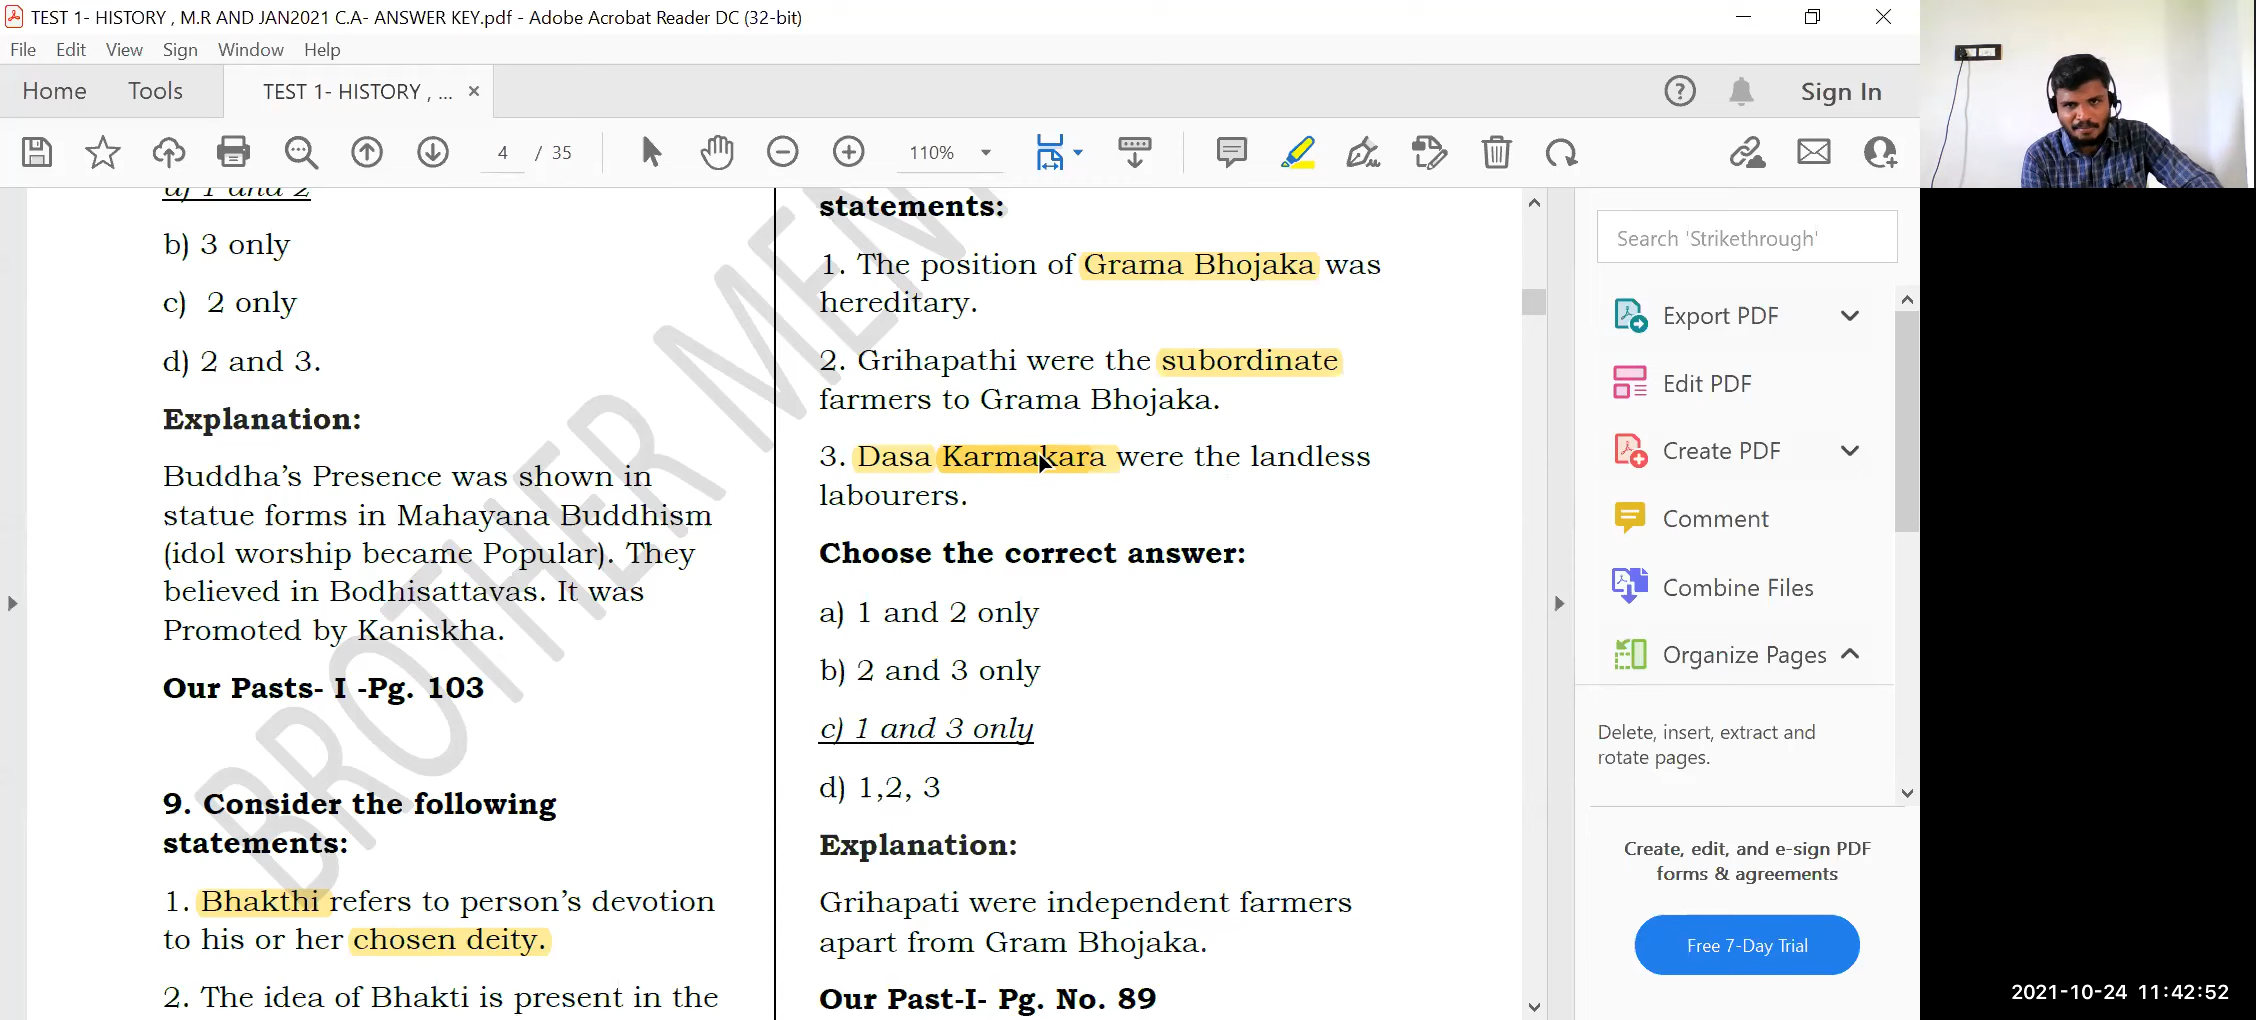 TEST 1- HISTORY , M.R AND JAN2021 C.A- ANSWER KEY.pdf - Adobe Acrobat Reader DC (32-bit)
File Edit View Sign Window Help
Home Tools TEST 1- HISTORY , ... × Sign In
4 / 35 110%
a) 1 and 2
b) 3 only
c) 2 only
d) 2 and 3.
Explanation:
Buddha's Presence was shown in
statue forms in Mahayana Buddhism
(idol worship became Popular). They
believed in Bodhisattavas. It was
Promoted by Kaniskha.
Our Pasts- I -Pg. 103
9. Consider the following
statements:
1. Bhakthi refers to person's devotion
to his or her chosen deity.
2. The idea of Bhakti is present in the
statements:
1. The position of Grama Bhojaka was
hereditary.
2. Grihapathi were the subordinate
farmers to Grama Bhojaka.
3. Dasa Karmakara were the landless
labourers.
Choose the correct answer:
a) 1 and 2 only
b) 2 and 3 only
c) 1 and 3 only
d) 1,2, 3
Explanation:
Grihapati were independent farmers
apart from Gram Bhojaka.
Our Past-I- Pg. No. 89
BROTHER MEN
Search 'Strikethrough'
Export PDF
Edit PDF
Create PDF
Comment
Combine Files
Organize Pages
Delete, insert, extract and
rotate pages.
Create, edit, and e-sign PDF
forms & agreements
Free 7-Day Trial
2021-10-24 11:42:52